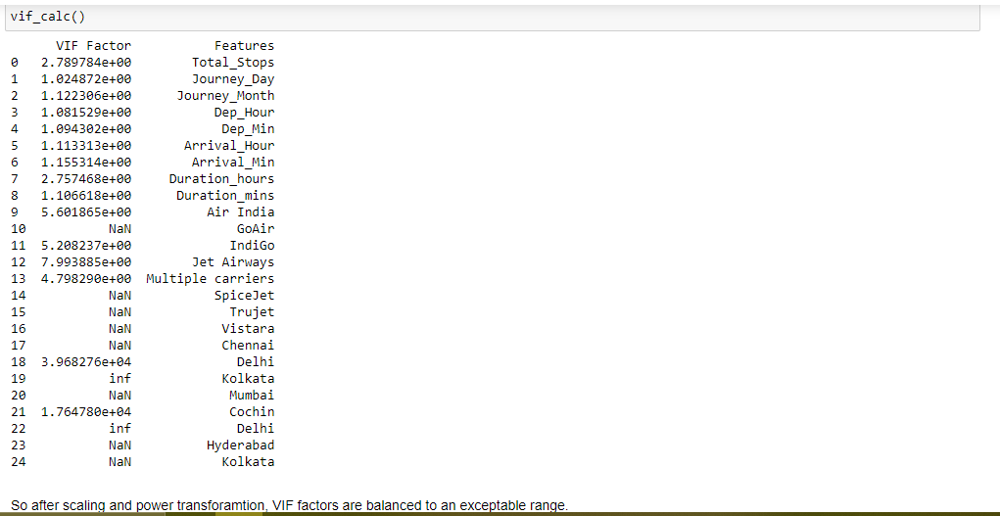 vif_calc()
VIF Factor Features
0 2.789784e+00 Total_Stops
1 1.024872e+00 Journey_Day
2 1.122306e+00 Journey_Month
3 1.081529e+00 Dep_Hour
4 1.094302e+00 Dep_Min
5 1.113313e+00 Arrival_Hour
6 1.155314e+00 Arrival_Min
7 2.757468e+00 Duration_hours
8 1.106618e+00 Duration_mins
9 5.601865e+00 Air India
10 NaN GoAir
11 5.208237e+00 IndiGo
12 7.993885e+00 Jet Airways
13 4.798290e+00 Multiple carriers
14 NaN SpiceJet
15 NaN Trujet
16 NaN Vistara
17 NaN Chennai
18 3.968276e+04 Delhi
19 inf Kolkata
20 NaN Mumbai
21 1.764780e+04 Cochin
22 inf Delhi
23 NaN Hyderabad
24 NaN Kolkata
So after scaling and power transforamtion, VIF factors are balanced to an exceptable range.